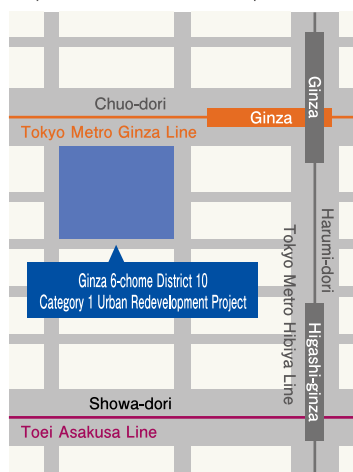 Ginza
Chuo-dori
Ginza
Tokyo Metro Ginza Line
Harumi-dori
Tokyo Metro Hibiya Line
Ginza 6-chome District 10
Category 1 Urban Redevelopment Project
Higashi-ginza
Showa-dori
Toei Asakusa Line